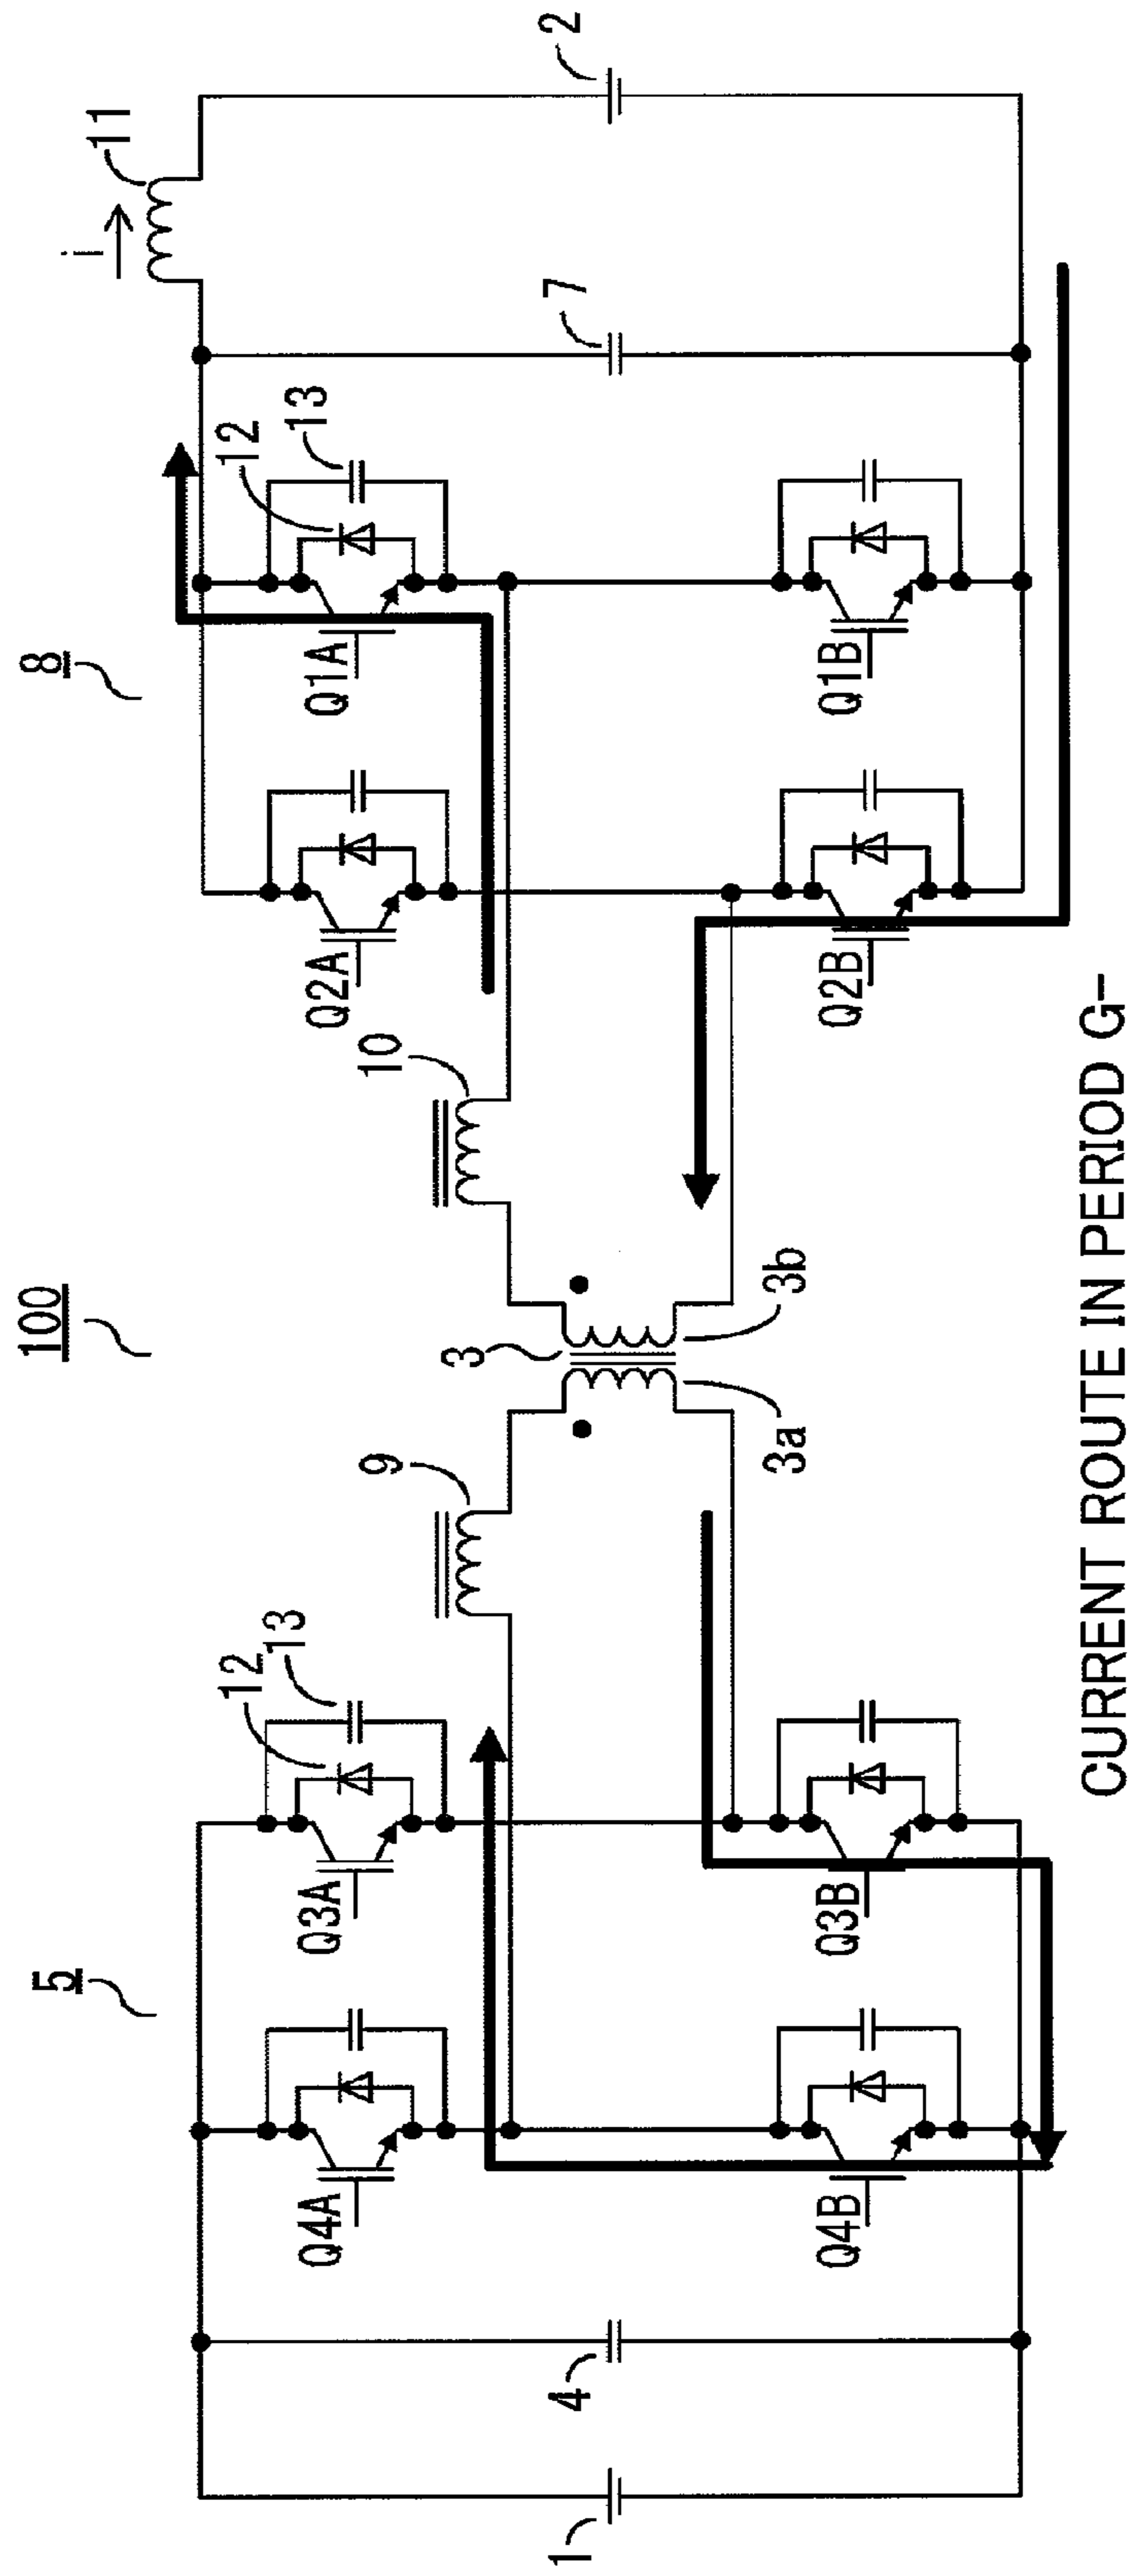 100
5
8
i
11
12
13
12
13
Q4A
Q3A
9
10
Q2A
Q1A
1
4
3
7
2
3a
3b
Q4B
Q3B
Q2B
Q1B
CURRENT ROUTE IN PERIOD G-